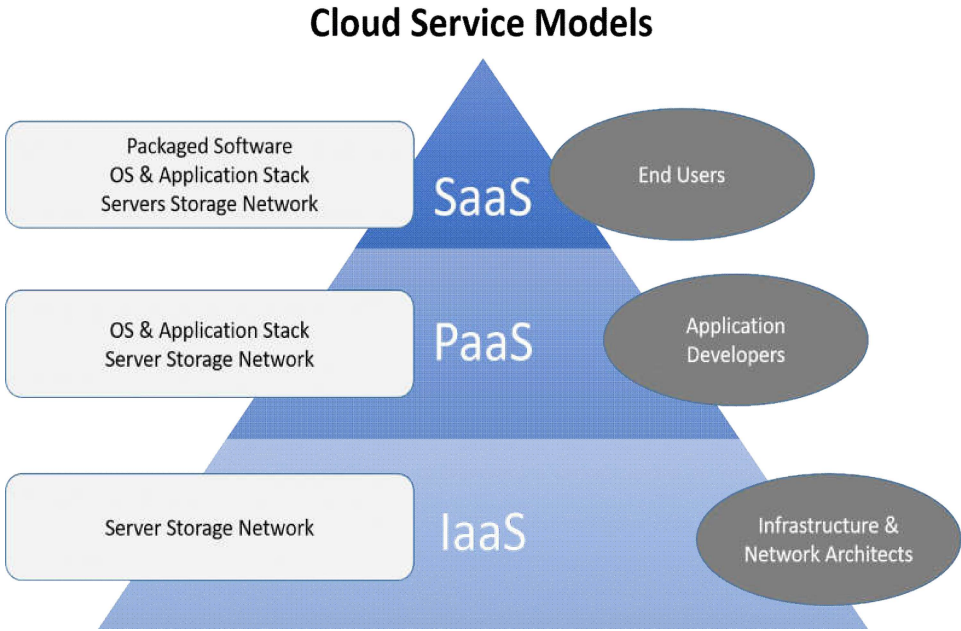 Cloud Service Models
Packaged Software
OS & Application Stack
Servers Storage Network
SaaS
End Users
OS & Application Stack
Server Storage Network
PaaS
Application
Developers
Server Storage Network
IaaS
Infrastructure &
Network Architects